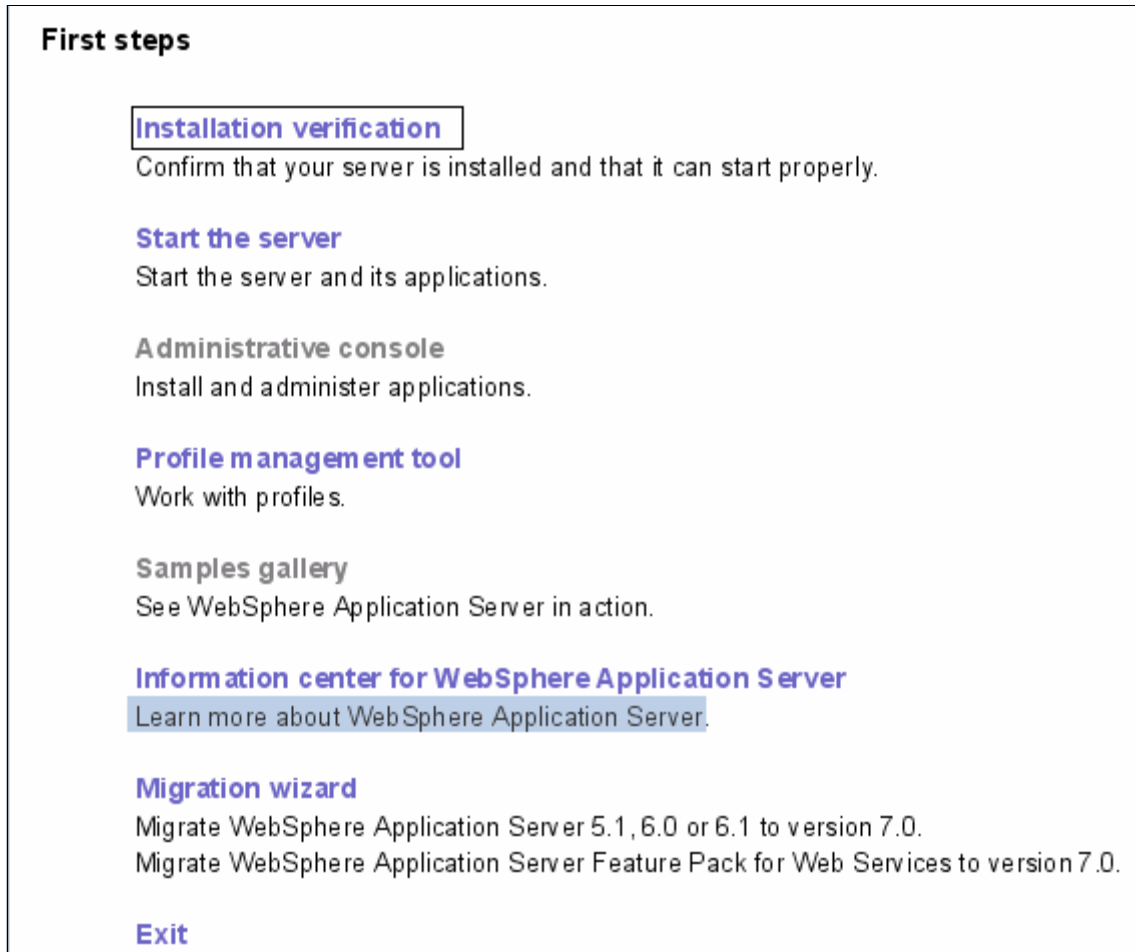 First steps
Installation verification
Confirm that your server is installed and that it can start properly.
Start the server
Start the server and its applications.
Administrative console
Install and administer applications.
Profile management tool
Work with profiles.
Samples gallery
See WebSphere Application Server in action.
Information center for WebSphere Application Server
Learn more about WebSphere Application Server.
Migration wizard
Migrate WebSphere Application Server 5.1, 6.0 or 6.1 to version 7.0.
Migrate WebSphere Application Server Feature Pack for Web Services to version 7.0.
Exit